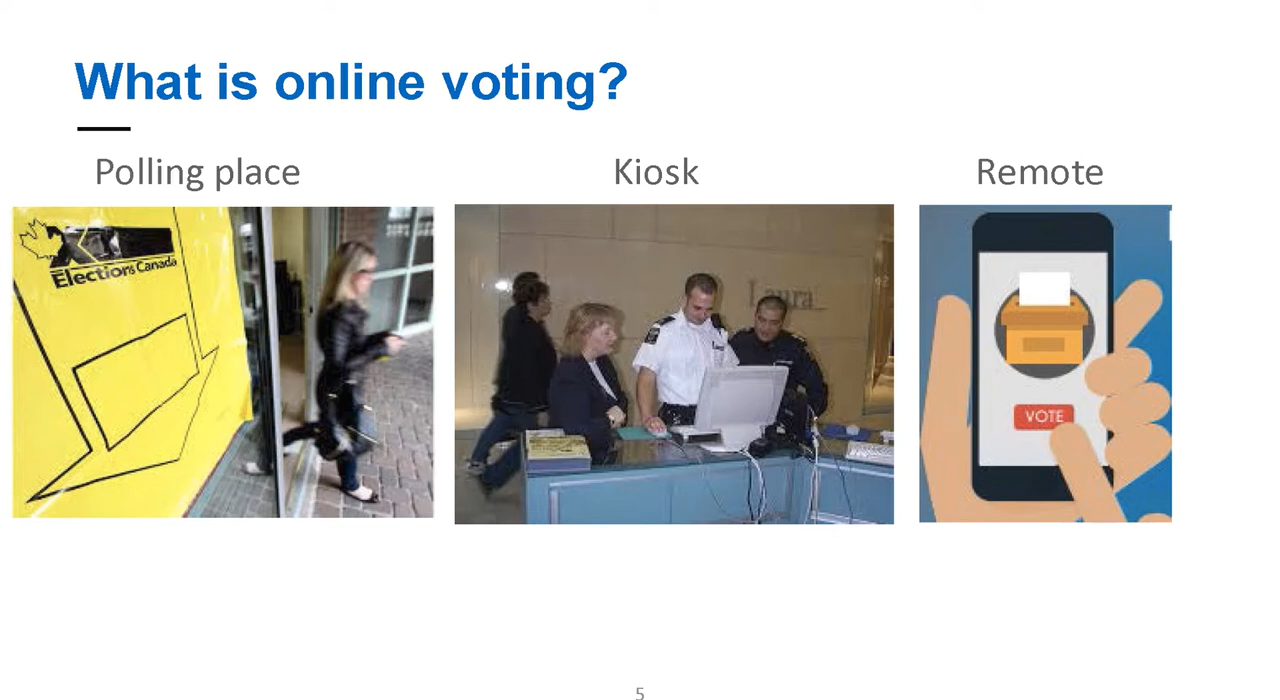 What is online voting?
Polling place
Kiosk
Remote
Elections Canada
Laura
VOTE
5